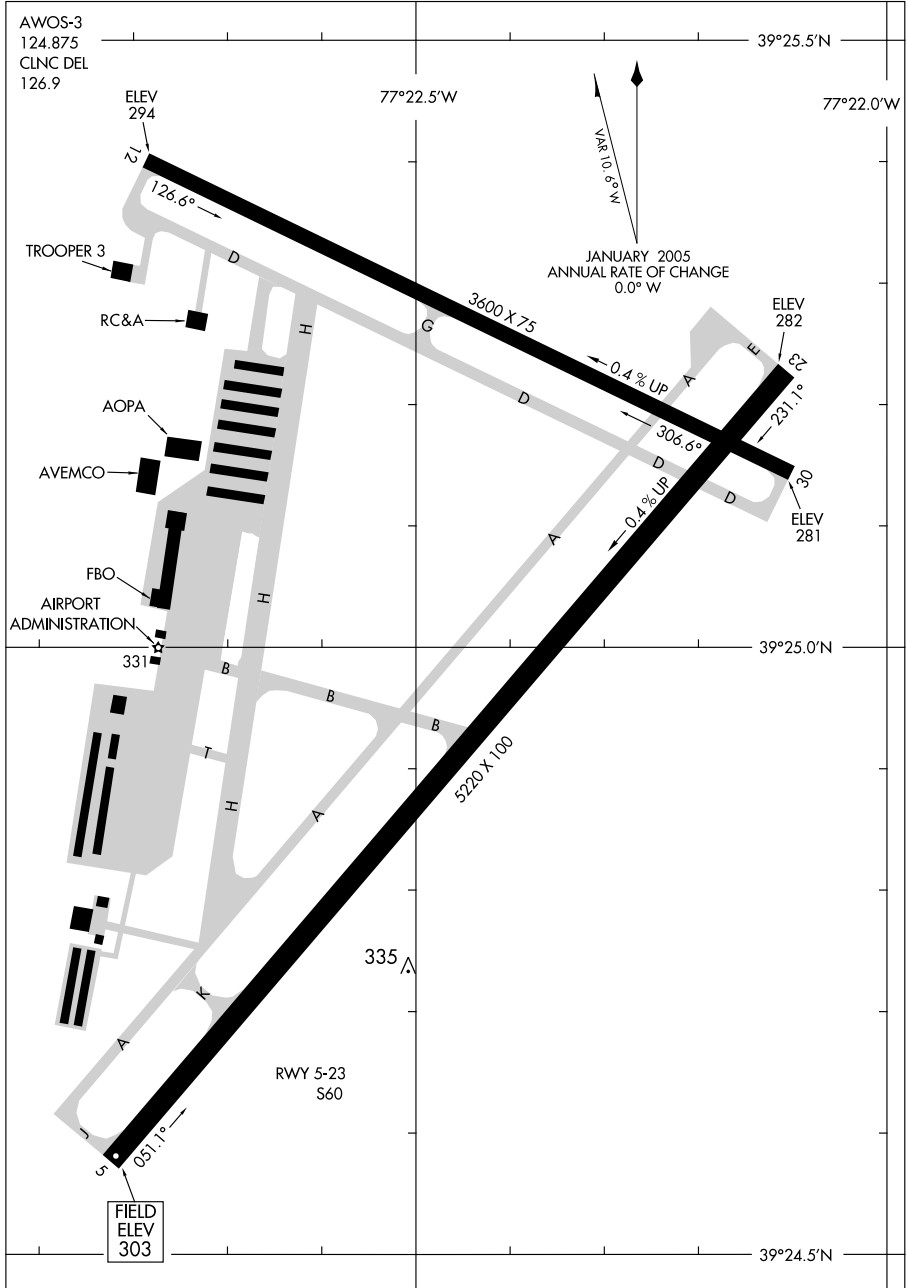 AWOS-3
124.875
CLNC DEL
126.9
39°25.5'N
77°22.5'W
77°22.0'W
ELEV
294
12
126.6°
VAR 10.6° W
JANUARY 2005
ANNUAL RATE OF CHANGE
0.0° W
TROOPER 3
D
RC&A
H
G
3600 X 75
ELEV
282
E
23
A
0.4 % UP
231.1°
D
306.6°
AOPA
AVEMCO
D
30
D
0.4 % UP
ELEV
281
A
FBO
H
AIRPORT
ADMINISTRATION
331
39°25.0'N
B
B
B
T
5220 X 100
H
A
335
K
A
RWY 5-23
S60
J
051.1°
5
FIELD
ELEV
303
39°24.5'N